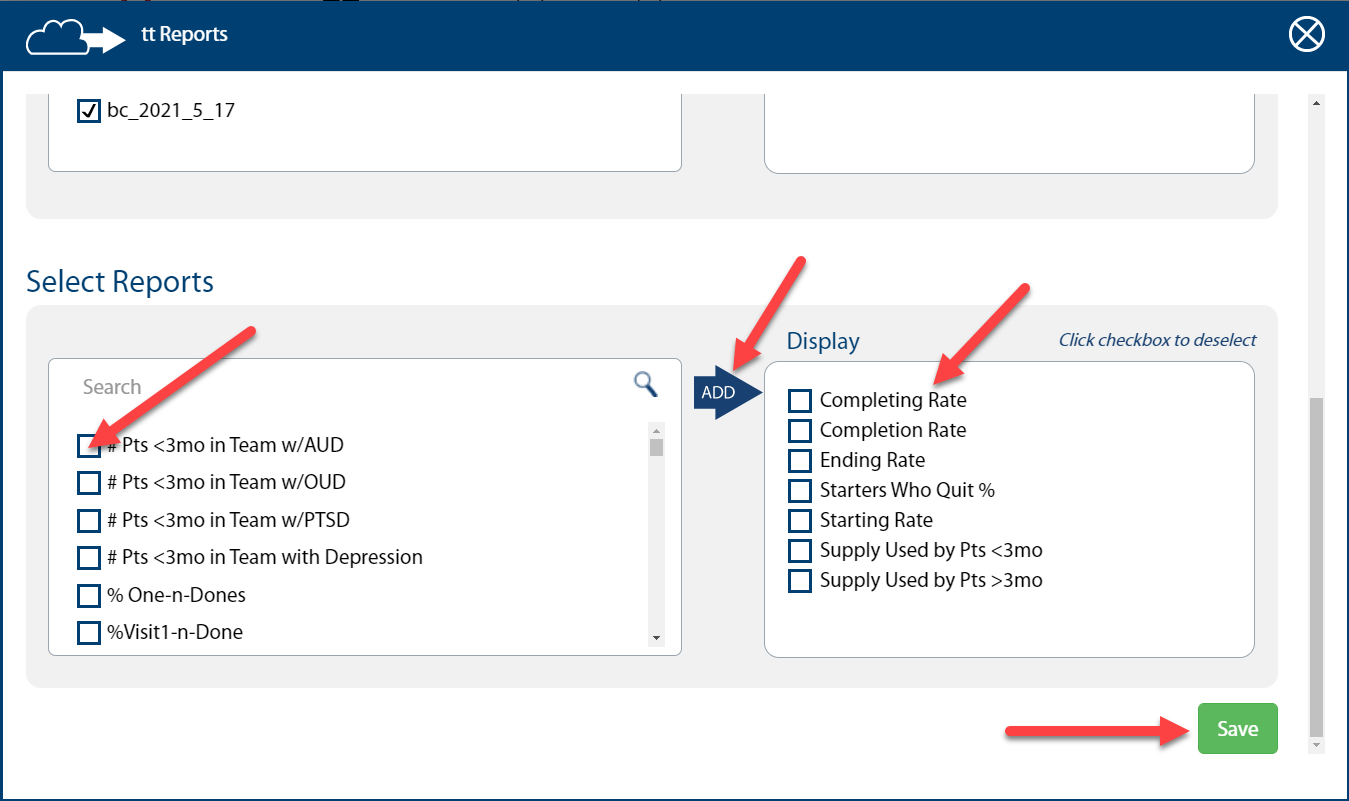 tt Reports
bc_2021_5_17
Select Reports
Display
Click checkbox to deselect
Search
ADD
# Pts <3mo in Team w/AUD
# Pts <3mo in Team w/OUD
# Pts <3mo in Team w/PTSD
# Pts <3mo in Team with Depression
% One-n-Dones
%Visit1-n-Done
Completing Rate
Completion Rate
Ending Rate
Starters Who Quit %
Starting Rate
Supply Used by Pts <3mo
Supply Used by Pts >3mo
Save